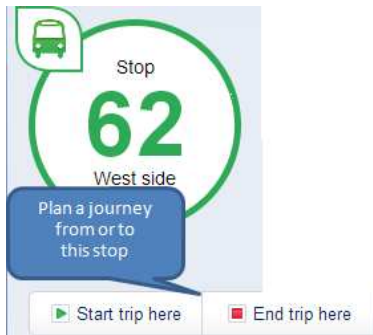 Stop
62
West side
Plan a journey
from or to
this stop
Start trip here
End trip here